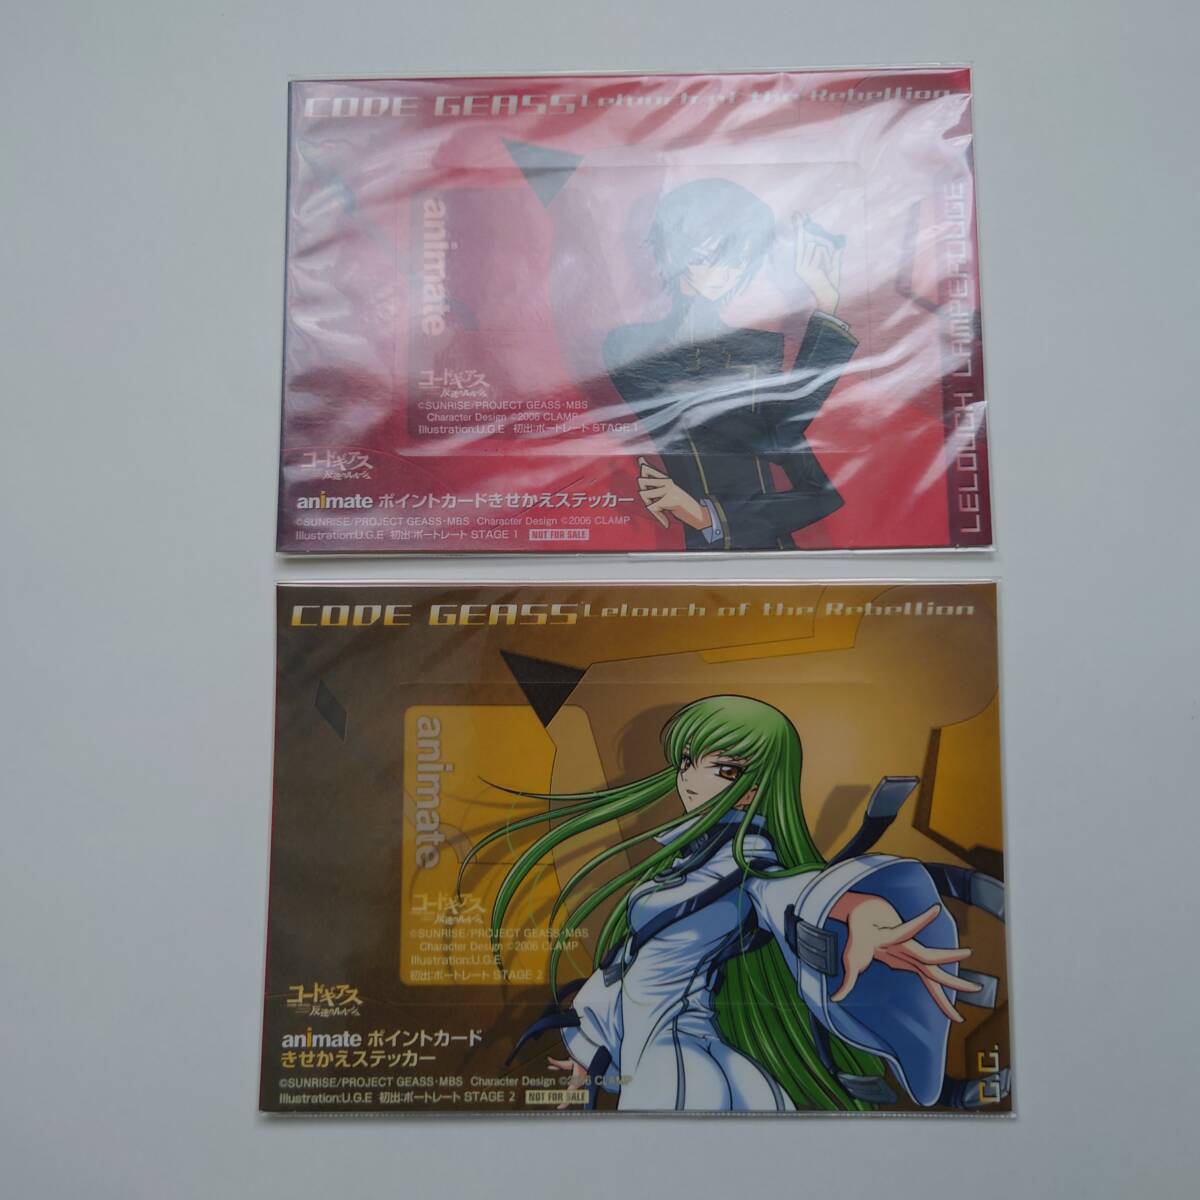 CODE GEASS Lelouch of the Rebellion
LELOUCH LAMPEROUGE
animate
コードギアス
反逆のルルーシュ
©SUNRISE/PROJECT GEASS・MBS
Character Design ©2006 CLAMP
Illustration:U.G.E 初出:ポートレート STAGE 1
コードギアス
反逆のルルーシュ
animate ポイントカードきせかえステッカー
©SUNRISE/PROJECT GEASS・MBS Character Design ©2006 CLAMP
Illustration:U.G.E 初出:ポートレート STAGE 1 NOT FOR SALE
CODE GEASS Lelouch of the Rebellion
animate
コードギアス
反逆のルルーシュ
©SUNRISE/PROJECT GEASS・MBS
Character Design ©2006 CLAMP
Illustration:U.G.E
初出:ポートレート STAGE 2
コードギアス
反逆のルルーシュ
animate ポイントカード
きせかえステッカー
©SUNRISE/PROJECT GEASS・MBS Character Design ©2006 CLAMP
Illustration:U.G.E 初出:ポートレート STAGE 2 NOT FOR SALE
C.C.